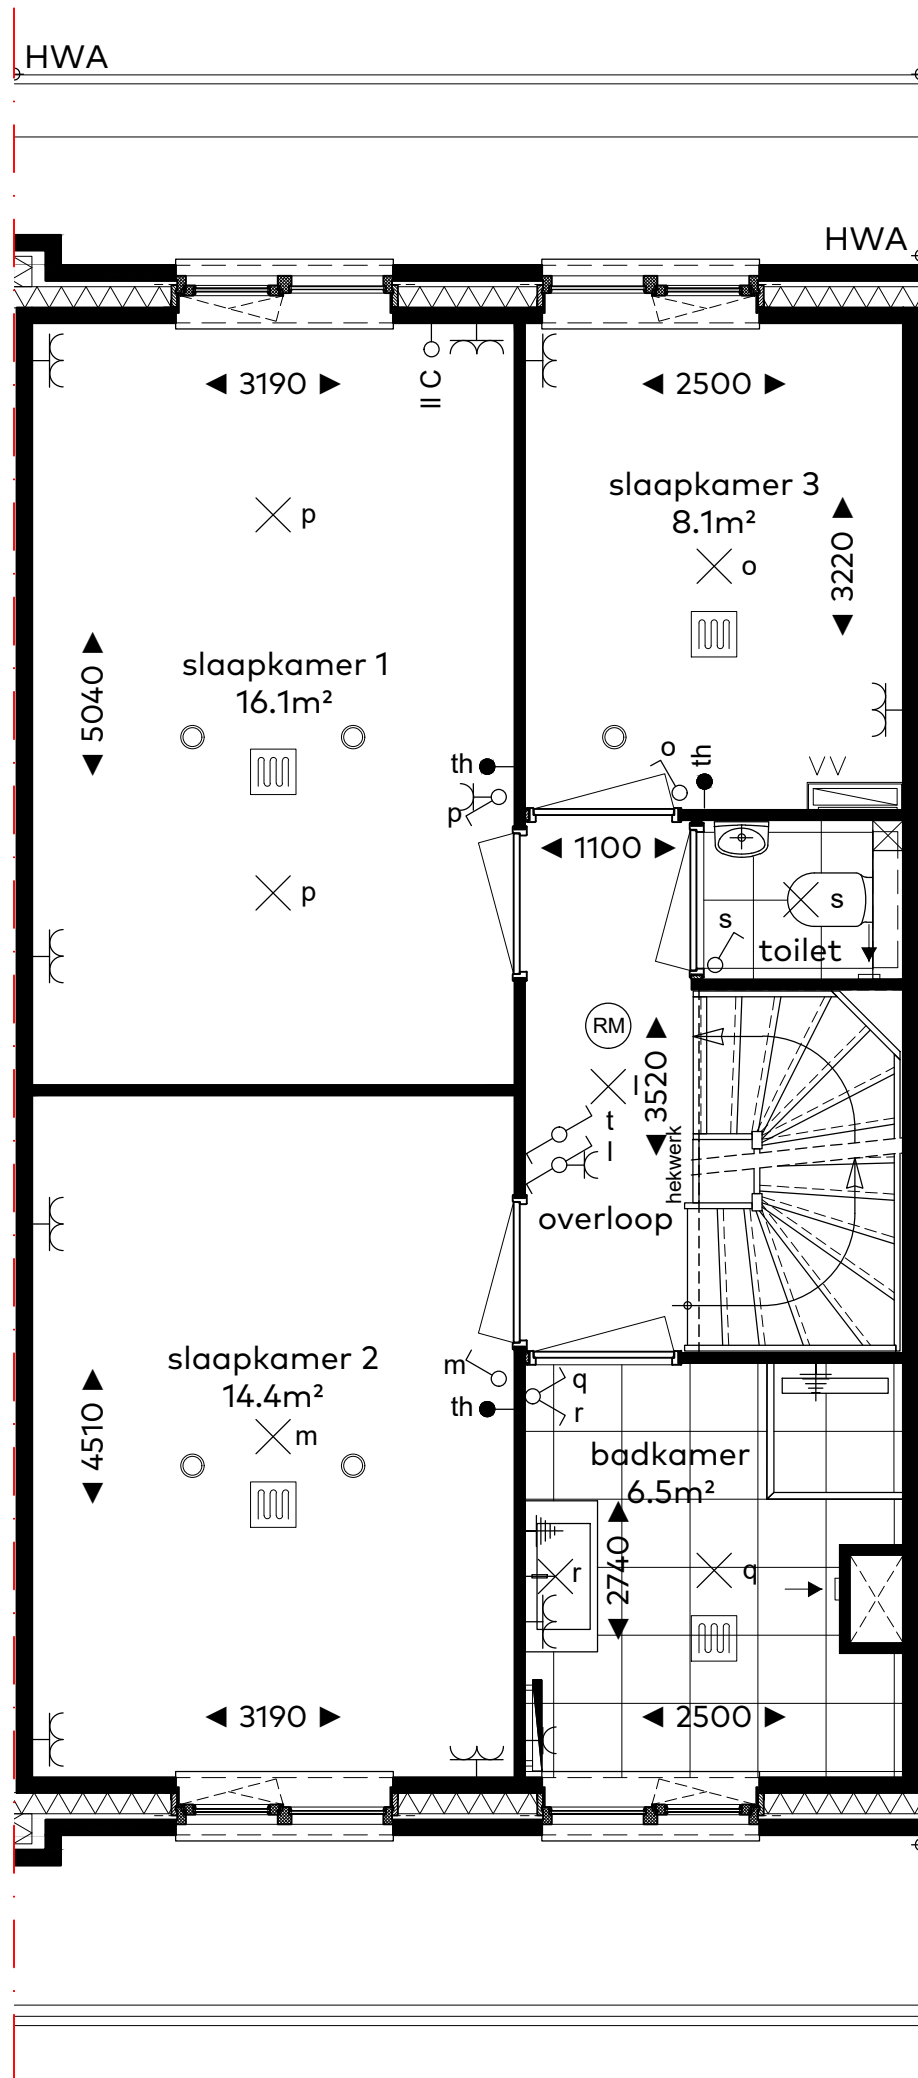 HWA
HWA
3190
2500
II C
p
slaapkamer 3
8.1m²
o
3220
slaapkamer 1
16.1m²
5040
th
p
o
th
1100
p
s
s
toilet
RM
l
3520
t
l
hekwerk
overloop
slaapkamer 2
14.4m²
m
th
m
4510
q
r
badkamer
6.5m²
r
2740
q
3190
2500